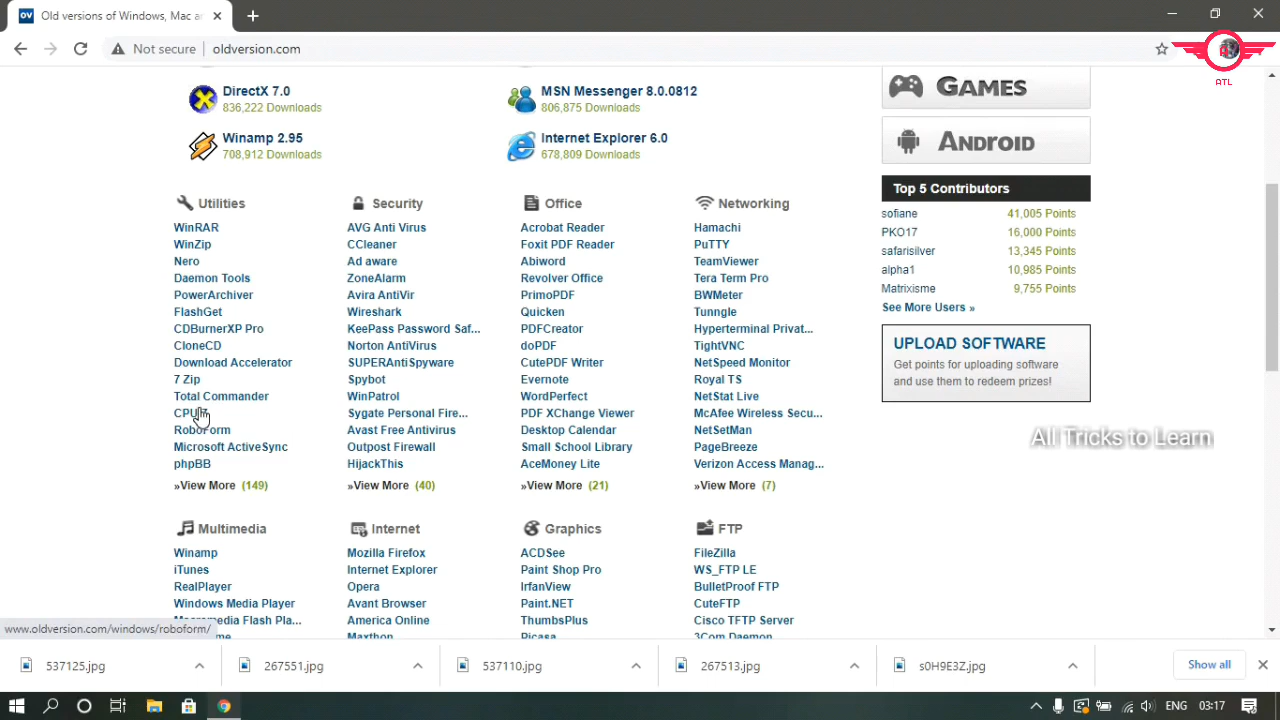 Old versions of Windows, Mac a
Not secure oldversion.com
ATL
DirectX 7.0
836,222 Downloads
MSN Messenger 8.0.0812
806,875 Downloads
Winamp 2.95
708,912 Downloads
Internet Explorer 6.0
678,809 Downloads
GAMES
ANDROID
Top 5 Contributors
sofiane 41,005 Points
PKO17 16,000 Points
safarisilver 13,345 Points
alpha1 10,985 Points
Matrixisme 9,755 Points
See More Users »
UPLOAD SOFTWARE
Get points for uploading software
and use them to redeem prizes!
All Tricks to Learn
Utilities
WinRAR
WinZip
Nero
Daemon Tools
PowerArchiver
FlashGet
CDBurnerXP Pro
CloneCD
Download Accelerator
7 Zip
Total Commander
RoboForm
Microsoft ActiveSync
phpBB
»View More (149)
Security
AVG Anti Virus
CCleaner
Ad aware
ZoneAlarm
Avira AntiVir
Wireshark
KeePass Password Saf...
Norton AntiVirus
SUPERAntiSpyware
Spybot
WinPatrol
Sygate Personal Fire...
Avast Free Antivirus
Outpost Firewall
HijackThis
»View More (40)
Office
Acrobat Reader
Foxit PDF Reader
Abiword
Revolver Office
PrimoPDF
Quicken
PDFCreator
doPDF
CutePDF Writer
Evernote
WordPerfect
PDF XChange Viewer
Desktop Calendar
Small School Library
AceMoney Lite
»View More (21)
Networking
Hamachi
PuTTY
TeamViewer
Tera Term Pro
BWMeter
Tunngle
Hyperterminal Privat...
TightVNC
NetSpeed Monitor
Royal TS
NetStat Live
McAfee Wireless Secu...
NetSetMan
PageBreeze
Verizon Access Manag...
»View More (7)
Multimedia
Winamp
iTunes
RealPlayer
Windows Media Player
Macromedia Flash Pla...
Internet
Mozilla Firefox
Internet Explorer
Opera
Avant Browser
America Online
Maxthon
Graphics
ACDSee
Paint Shop Pro
IrfanView
Paint.NET
ThumbsPlus
Picasa
FTP
FileZilla
WS_FTP LE
BulletProof FTP
CuteFTP
Cisco TFTP Server
3Com Daemon
www.oldversion.com/windows/roboform/
537125.jpg
267551.jpg
537110.jpg
267513.jpg
s0H9E3Z.jpg
Show all
ENG 03:17